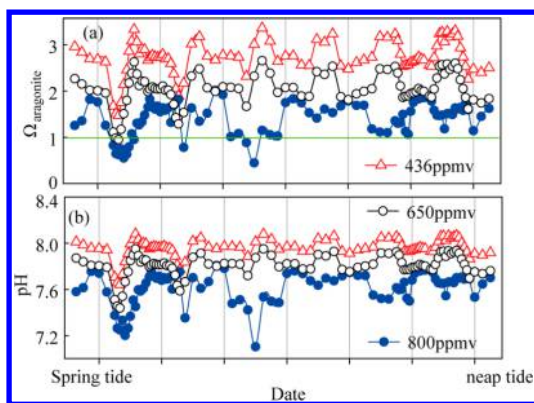 (a)
3
2
1
0
Ω aragonite
436ppmv
(b)
650ppmv
8.4
8.0
7.6
7.2
pH
800ppmv
Spring tide
neap tide
Date